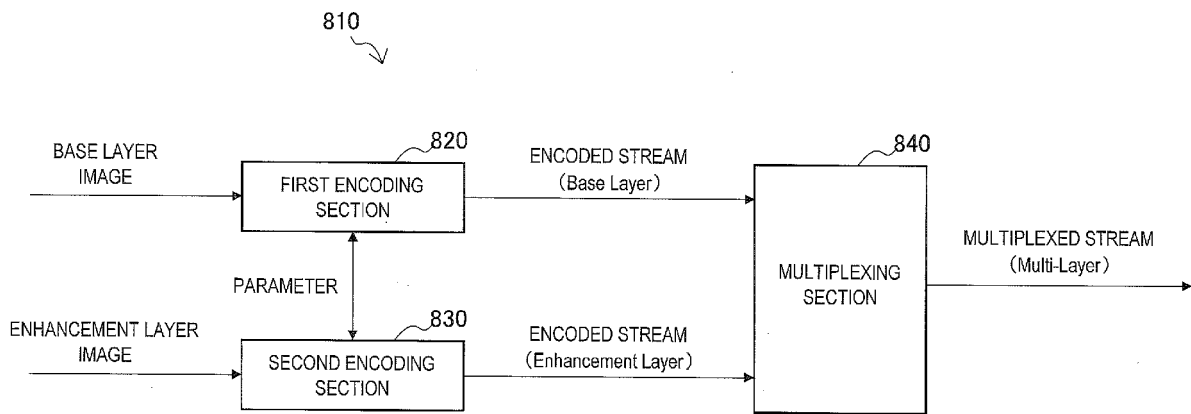 810
820
840
BASE LAYER
IMAGE
FIRST ENCODING
SECTION
ENCODED STREAM
(Base Layer)
MULTIPLEXING
SECTION
MULTIPLEXED STREAM
(Multi-Layer)
PARAMETER
830
ENHANCEMENT LAYER
IMAGE
SECOND ENCODING
SECTION
ENCODED STREAM
(Enhancement Layer)